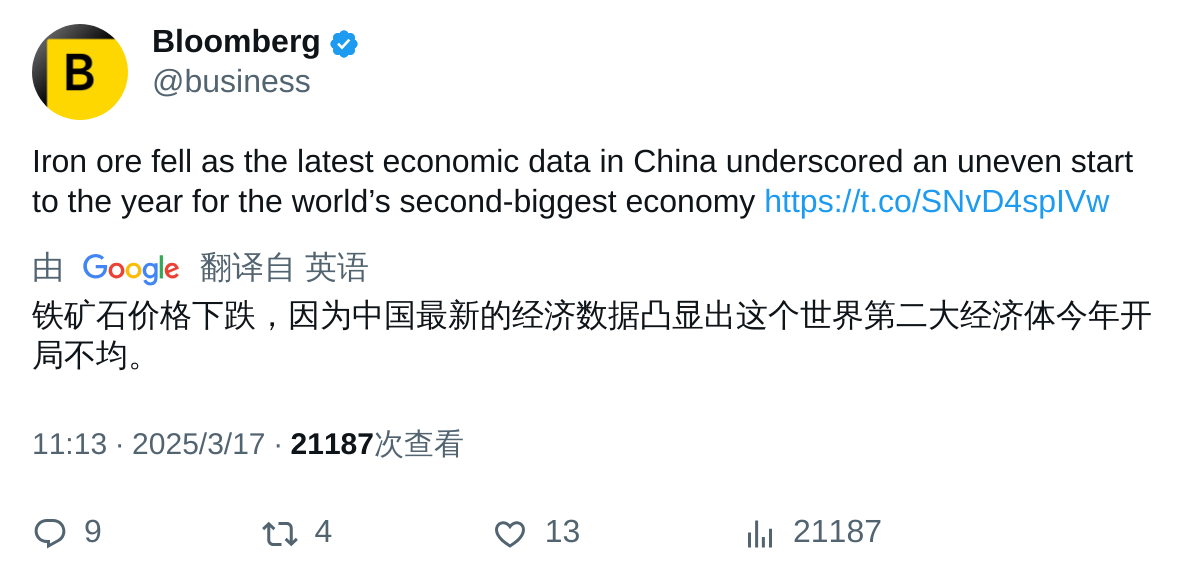 B
Bloomberg
@business
Iron ore fell as the latest economic data in China underscored an uneven start
to the year for the world’s second-biggest economy https://t.co/SNvD4spIVw
由 Google 翻译自 英语
铁矿石价格下跌，因为中国最新的经济数据凸显出这个世界第二大经济体今年开
局不均。
11:13 · 2025/3/17 · 21187次查看
9 4 13 21187